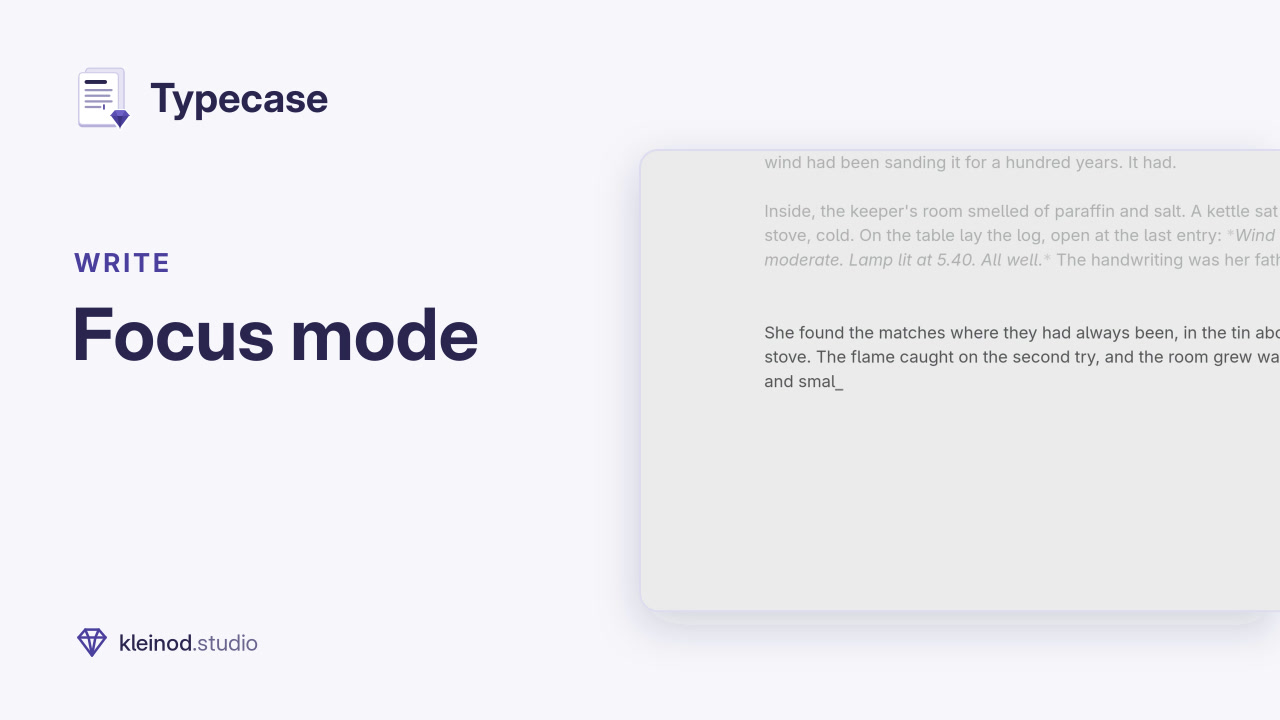 Typecase
WRITE
Focus mode
kleinod.studio
wind had been sanding it for a hundred years. It had.
Inside, the keeper's room smelled of paraffin and salt. A kettle sat
stove, cold. On the table lay the log, open at the last entry: *Wind
moderate. Lamp lit at 5.40. All well.* The handwriting was her
She found the matches where they had always been, in the tin
stove. The flame caught on the second try, and the room grew
and smal_